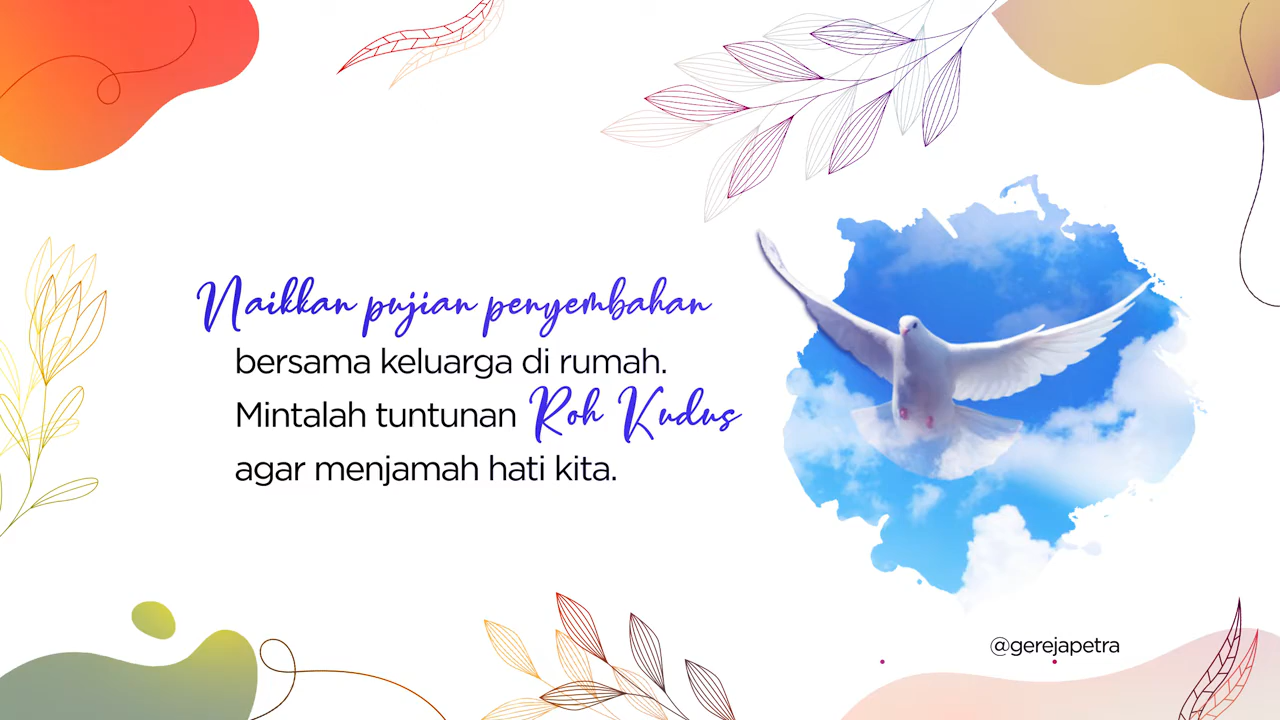 Naikkan pujian penyembahan
bersama keluarga di rumah.
Mintalah tuntunan Roh Kudus
agar menjamah hati kita.
@gerejapetra